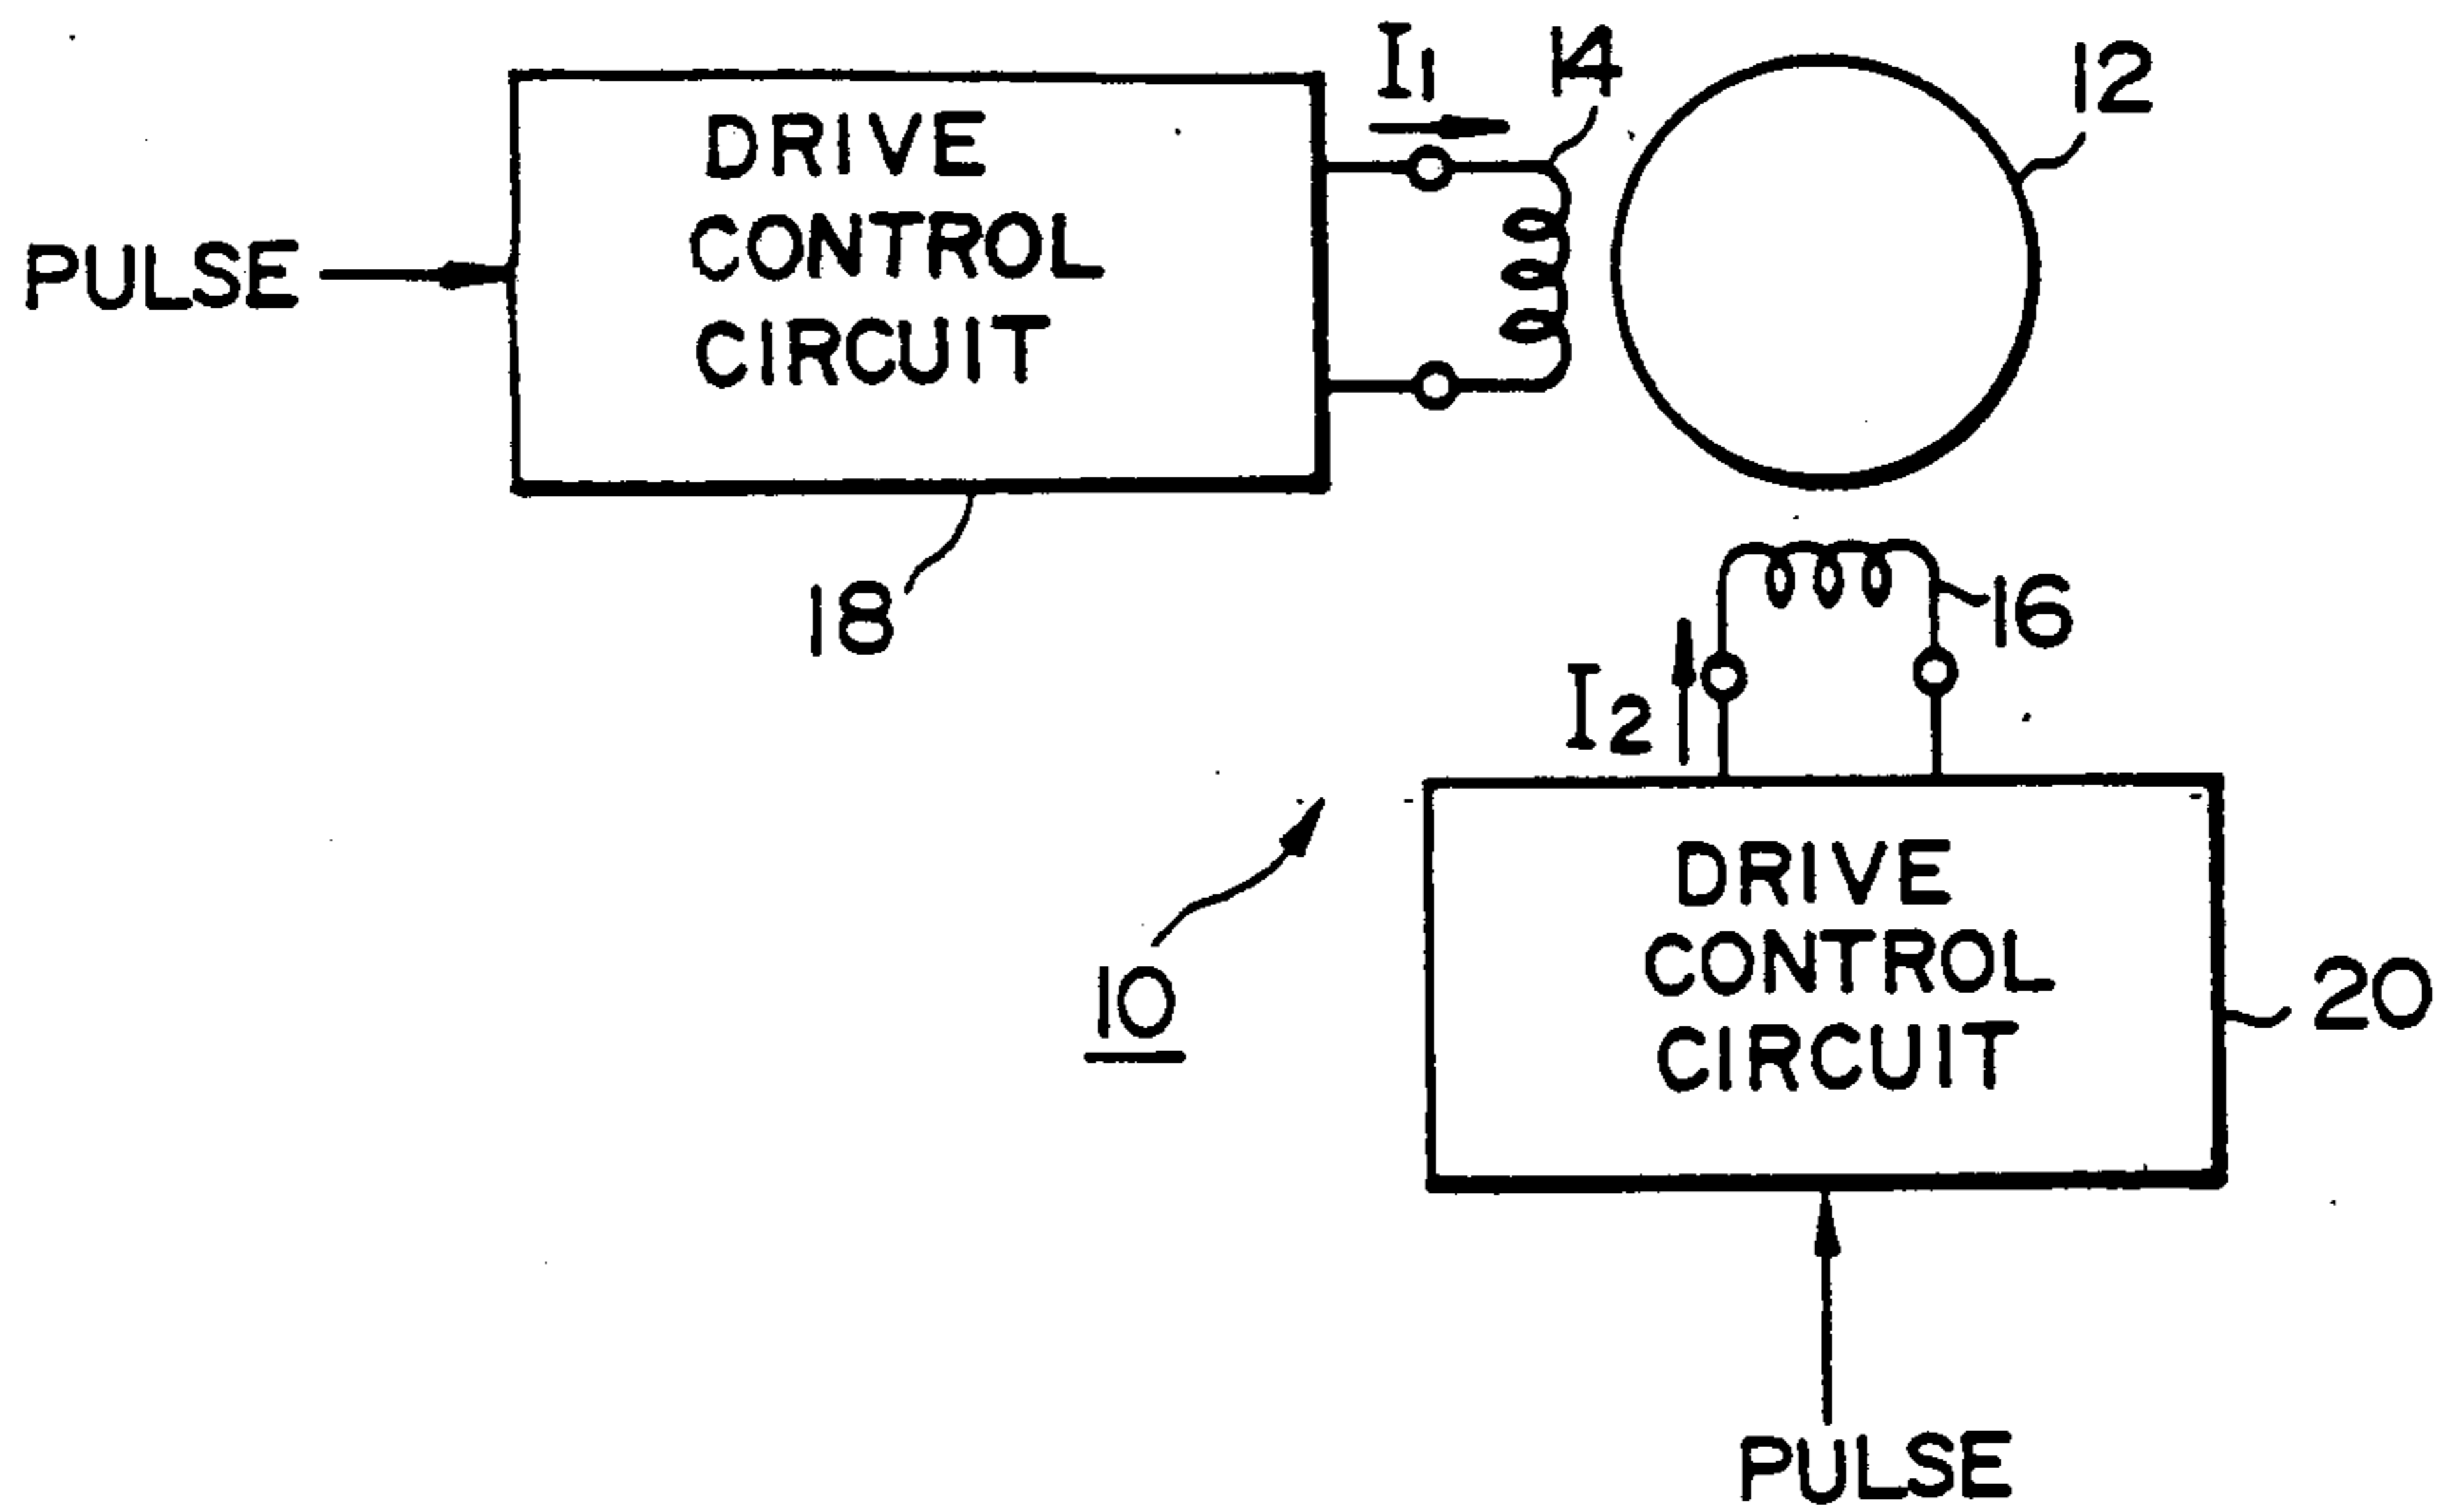 I1
14
12
DRIVE
CONTROL
CIRCUIT
PULSE
18
16
I2
10
DRIVE
CONTROL
CIRCUIT
20
PULSE